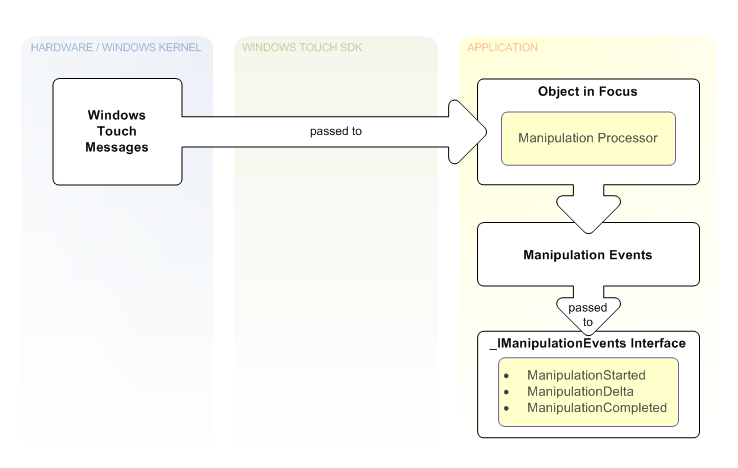 HARDWARE / WINDOWS KERNEL
WINDOWS TOUCH SDK
APPLICATION
Windows
Touch
Messages
passed to
Object in Focus
Manipulation Processor
Manipulation Events
passed
to
_IManipulationEvents Interface
• ManipulationStarted
• ManipulationDelta
• ManipulationCompleted